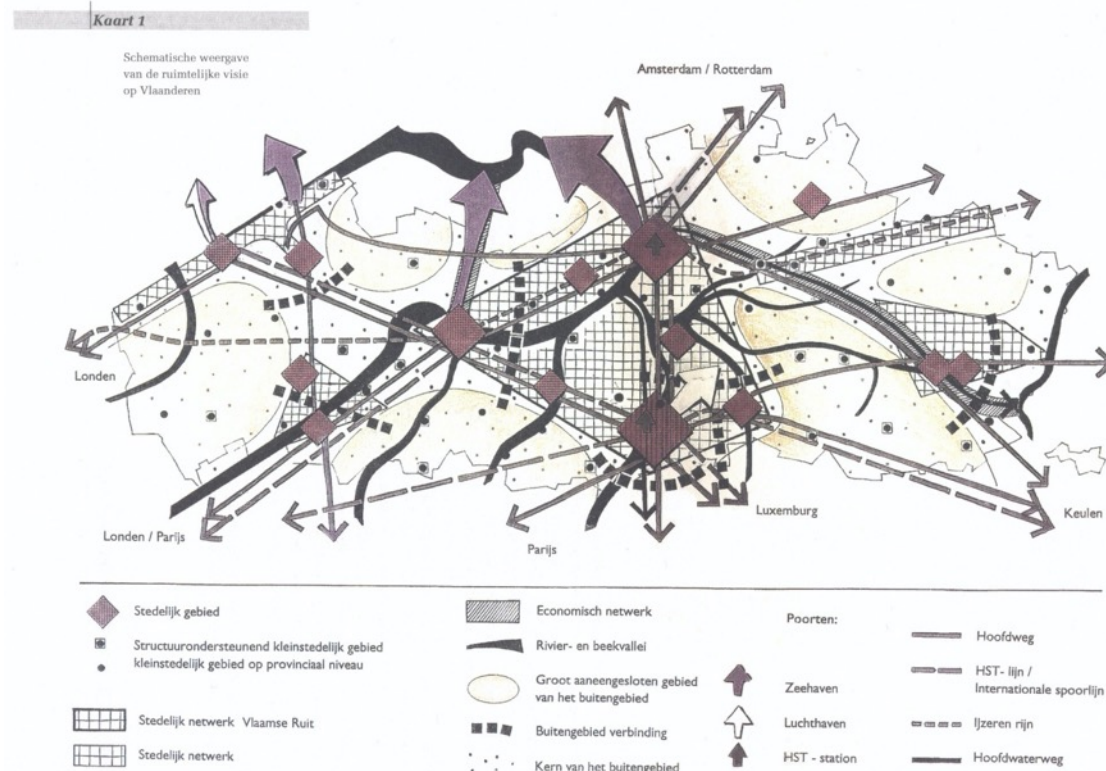 Kaart 1
Schematische weergave
van de ruimtelijke visie
op Vlaanderen
Amsterdam / Rotterdam
Londen
Londen / Parijs
Parijs
Luxemburg
Keulen
Stedelijk gebied
Structuurondersteunend kleinstedelijk gebied
kleinstedelijk gebied op provinciaal niveau
Stedelijk netwerk Vlaamse Ruit
Stedelijk netwerk
Economisch netwerk
Rivier- en beekvallei
Groot aaneengesloten gebied
van het buitengebied
Buitengebied verbinding
Kern van het buitengebied
Poorten:
Zeehaven
Luchthaven
HST - station
Hoofdweg
HST- lijn /
Internationale spoorlijn
IJzeren rijn
Hoofdwaterweg